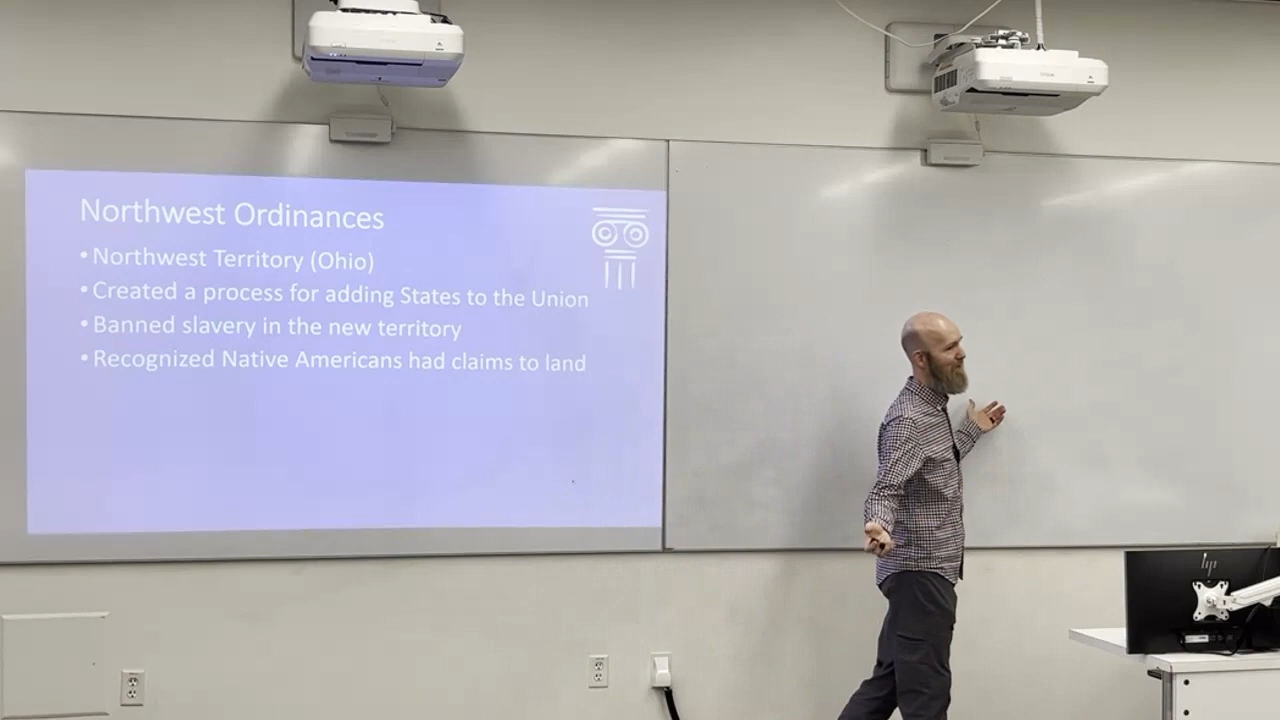 Northwest Ordinances
• Northwest Territory (Ohio)
• Created a process for adding States to the Union
• Banned slavery in the new territory
• Recognized Native Americans had claims to land
hp